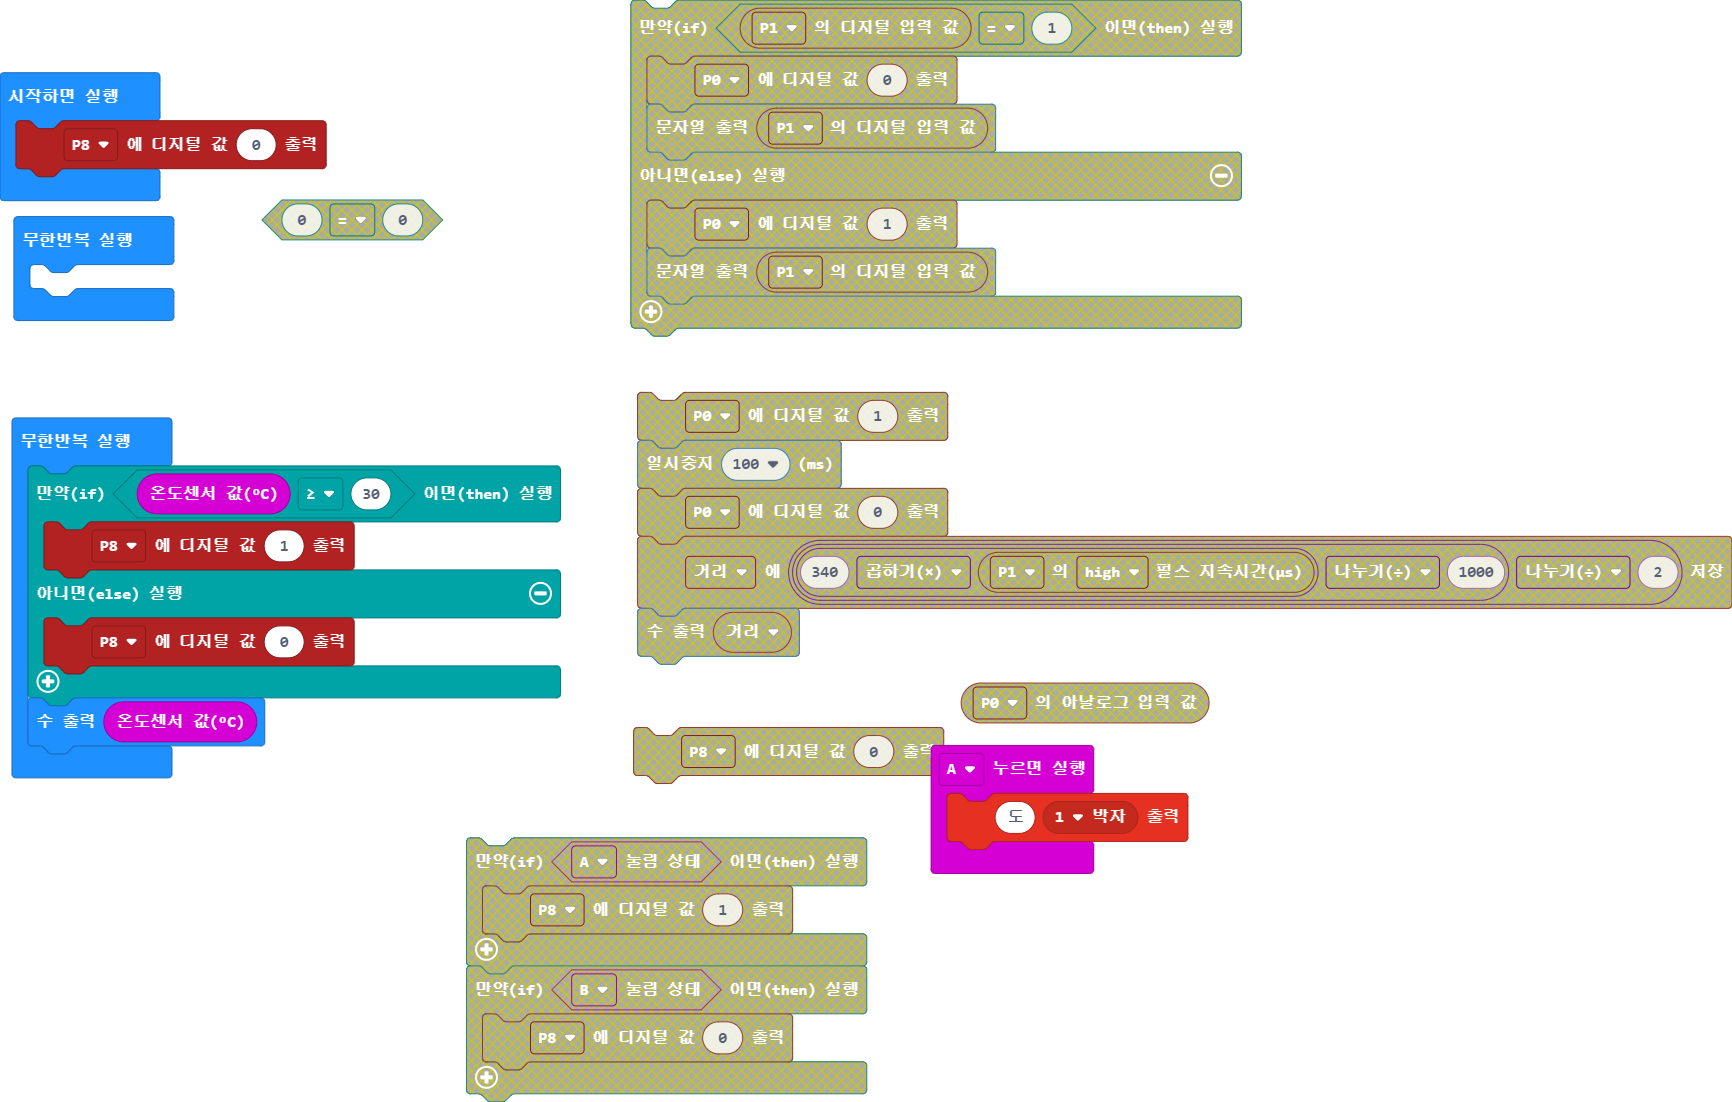 시작하면 실행
P8 에 디지털 값 0 출력
0 = 0
무한반복 실행
만약(if) P1 의 디지털 입력 값 = 1 이면(then) 실행
P0 에 디지털 값 0 출력
문자열 출력 P1 의 디지털 입력 값
아니면(else) 실행
P0 에 디지털 값 1 출력
문자열 출력 P1 의 디지털 입력 값
무한반복 실행
만약(if) 온도센서 값(ºC) ≥ 30 이면(then) 실행
P8 에 디지털 값 1 출력
아니면(else) 실행
P8 에 디지털 값 0 출력
수 출력 온도센서 값(ºC)
P0 에 디지털 값 1 출력
일시중지 100 (ms)
P0 에 디지털 값 0 출력
거리 에 340 곱하기(×) P1 의 high 펄스 지속시간(µs) 나누기(÷) 1000 나누기(÷) 2 저장
수 출력 거리
P0 의 아날로그 입력 값
P8 에 디지털 값 0 출력
A 누르면 실행
도 1 박자 출력
만약(if) A 눌림 상태 이면(then) 실행
P8 에 디지털 값 1 출력
만약(if) B 눌림 상태 이면(then) 실행
P8 에 디지털 값 0 출력